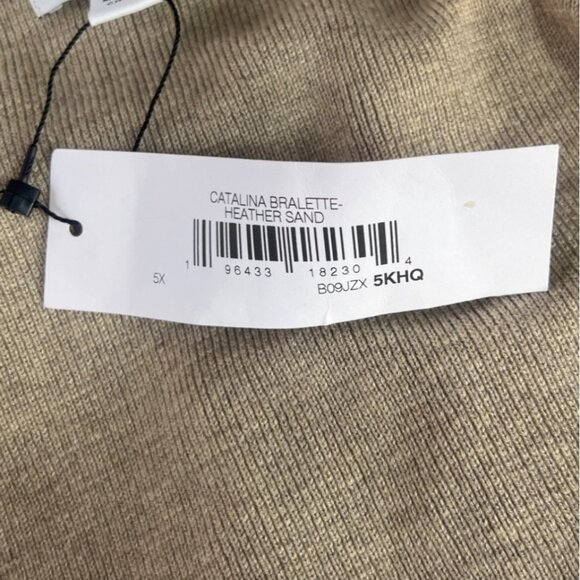 CATALINA BRALETTE-
HEATHER SAND
1 96433 18230 4
5X
B09JZX 5KHQ